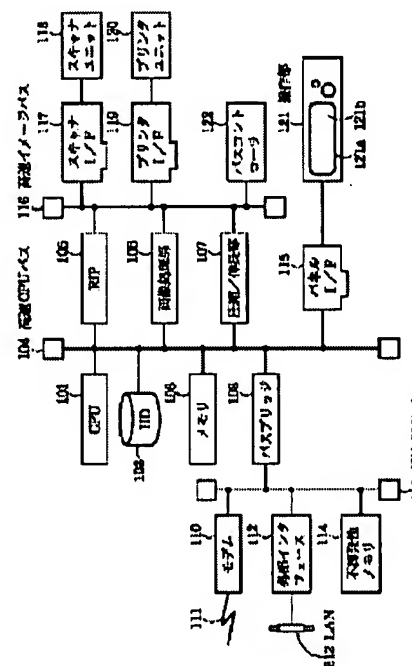 118
スキャナ
ユニット
120
プリンタ
ユニット
117
スキャナ
I/F
119
プリンタ
I/F
116 高速イメージバス
122
バスコント
ローラ
121 操作部
121a
121b
105
RIP
画像処理部
107
圧縮/伸長部
115
パネル
I/F
104 高速CPUバス
101
CPU
HD
メモリ
109
バスブリッジ
110
モデム
111
112
外部インタ
フェース
114
不揮発性
メモリ
LAN